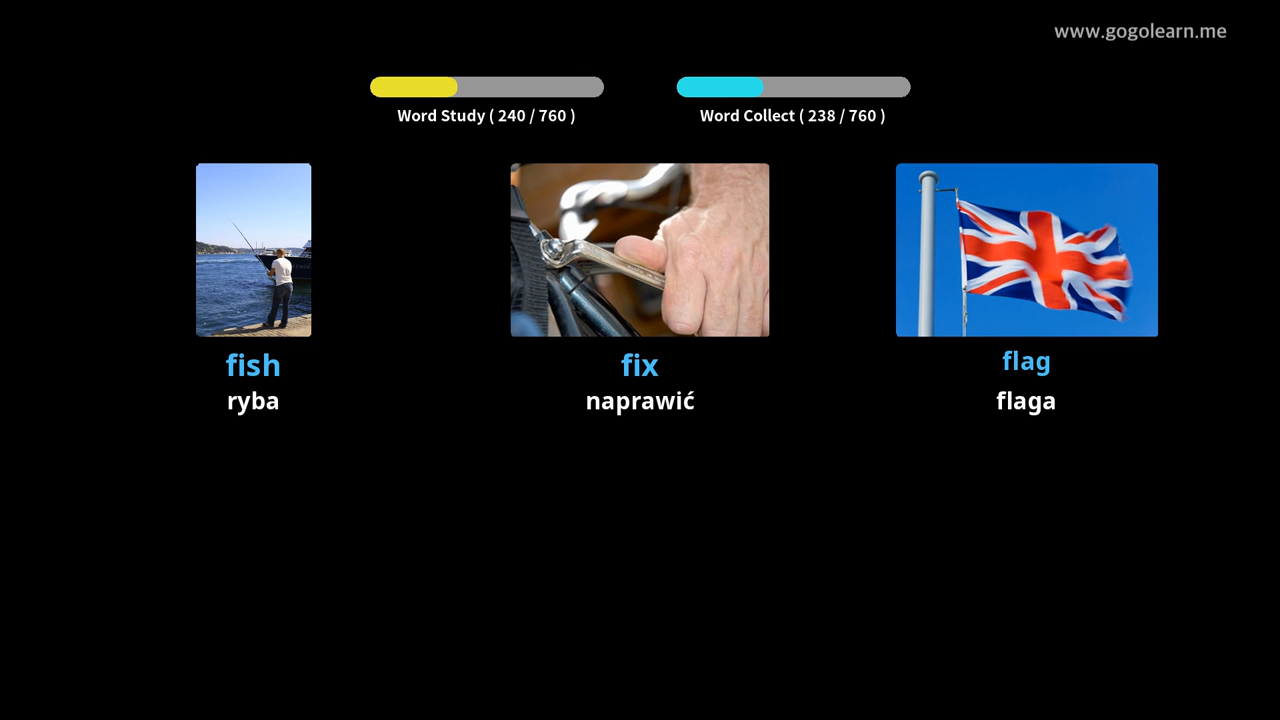 www.gogolearn.me
Word Study ( 240 / 760 )
Word Collect ( 238 / 760 )
fish
ryba
fix
naprawić
flag
flaga